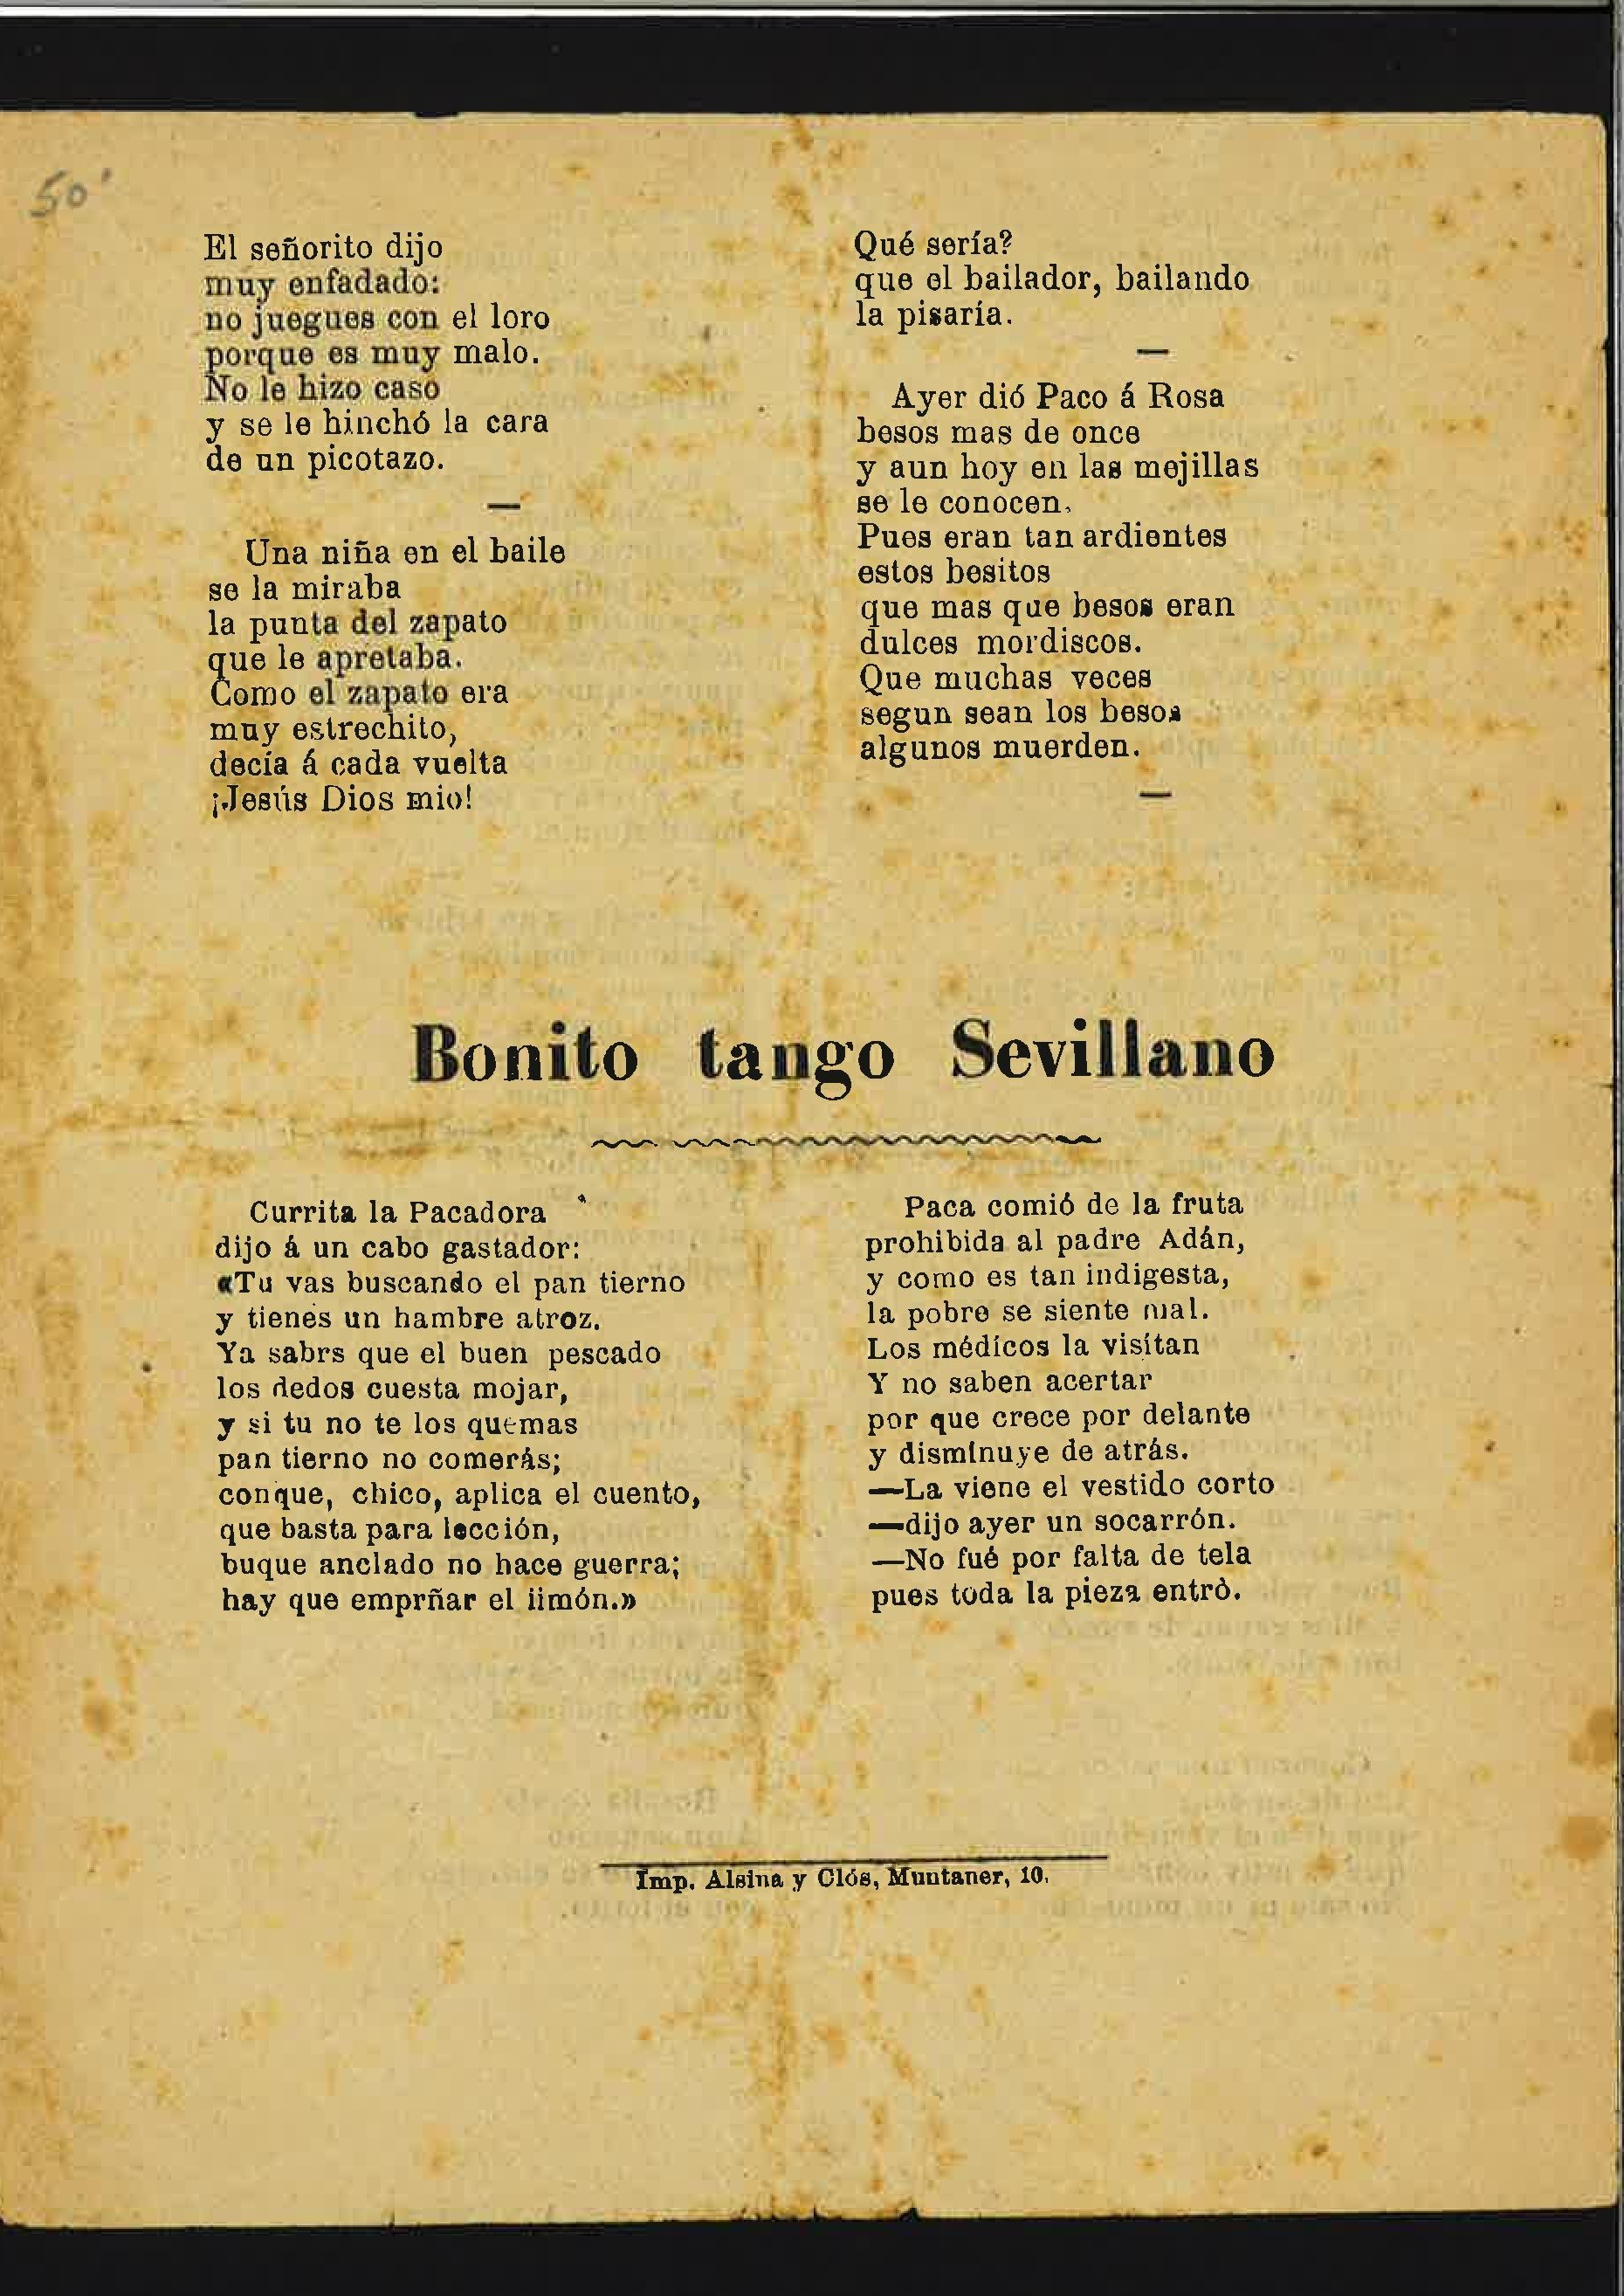 50'
El señorito dijo
muy enfadado:
no juegues con el loro
porque es muy malo.
No le hizo caso
y se le hinchó la cara
de un picotazo.
—
Una niña en el baile
se la miraba
la punta del zapato
que le apretaba.
Como el zapato era
muy estrechito,
decía á cada vuelta
¡Jesús Dios mio!
Qué sería?
que el bailador, bailando
la pisaría.
—
Ayer dió Paco á Rosa
besos mas de once
y aun hoy en las mejillas
se le conocen.
Pues eran tan ardientes
estos besitos
que mas que besos eran
dulces mordiscos.
Que muchas veces
segun sean los besos
algunos muerden.
—
Bonito tango Sevillano
Currita la Pacadora
dijo á un cabo gastador:
«Tu vas buscando el pan tierno
y tienes un hambre atroz.
Ya sabrs que el buen pescado
los dedos cuesta mojar,
y si tu no te los quemas
pan tierno no comerás;
conque, chico, aplica el cuento,
que basta para lección,
buque anclado no hace guerra;
hay que emprñar el limón.»
Paca comió de la fruta
prohibida al padre Adán,
y como es tan indigesta,
la pobre se siente mal.
Los médicos la visitan
Y no saben acertar
por que crece por delante
y disminuye de atrás.
—La viene el vestido corto
—dijo ayer un socarrón.
—No fué por falta de tela
pues toda la pieza entrò.
Imp. Alsina y Clós, Muntaner, 10.